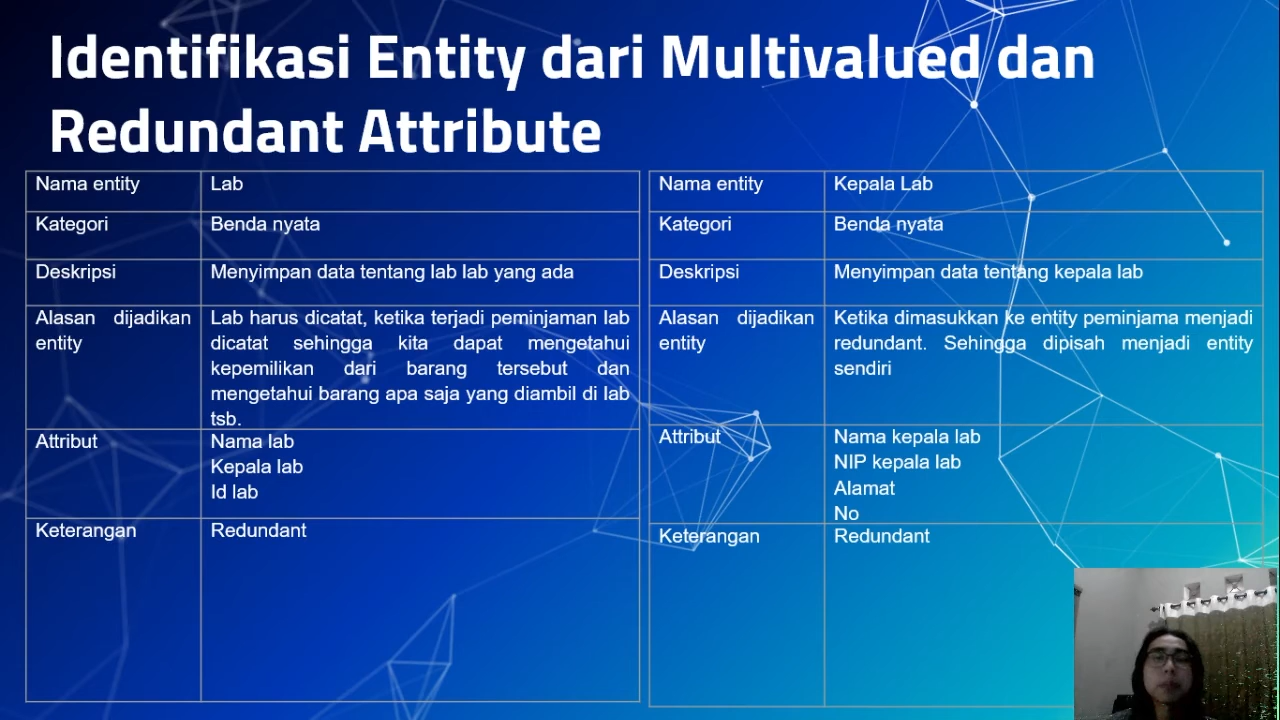 Identifikasi Entity dari Multivalued dan
Redundant Attribute
Nama entity
Lab
Kategori
Benda nyata
Deskripsi
Menyimpan data tentang lab lab yang ada
Alasan dijadikan
entity
Lab harus dicatat, ketika terjadi peminjaman lab
dicatat sehingga kita dapat mengetahui
kepemilikan dari barang tersebut dan
mengetahui barang apa saja yang diambil di lab
tsb.
Attribut
Nama lab
Kepala lab
Id lab
Keterangan
Redundant
Nama entity
Kepala Lab
Kategori
Benda nyata
Deskripsi
Menyimpan data tentang kepala lab
Alasan dijadikan
entity
Ketika dimasukkan ke entity peminjama menjadi
redundant. Sehingga dipisah menjadi entity
sendiri
Attribut
Nama kepala lab
NIP kepala lab
Alamat
No
Keterangan
Redundant